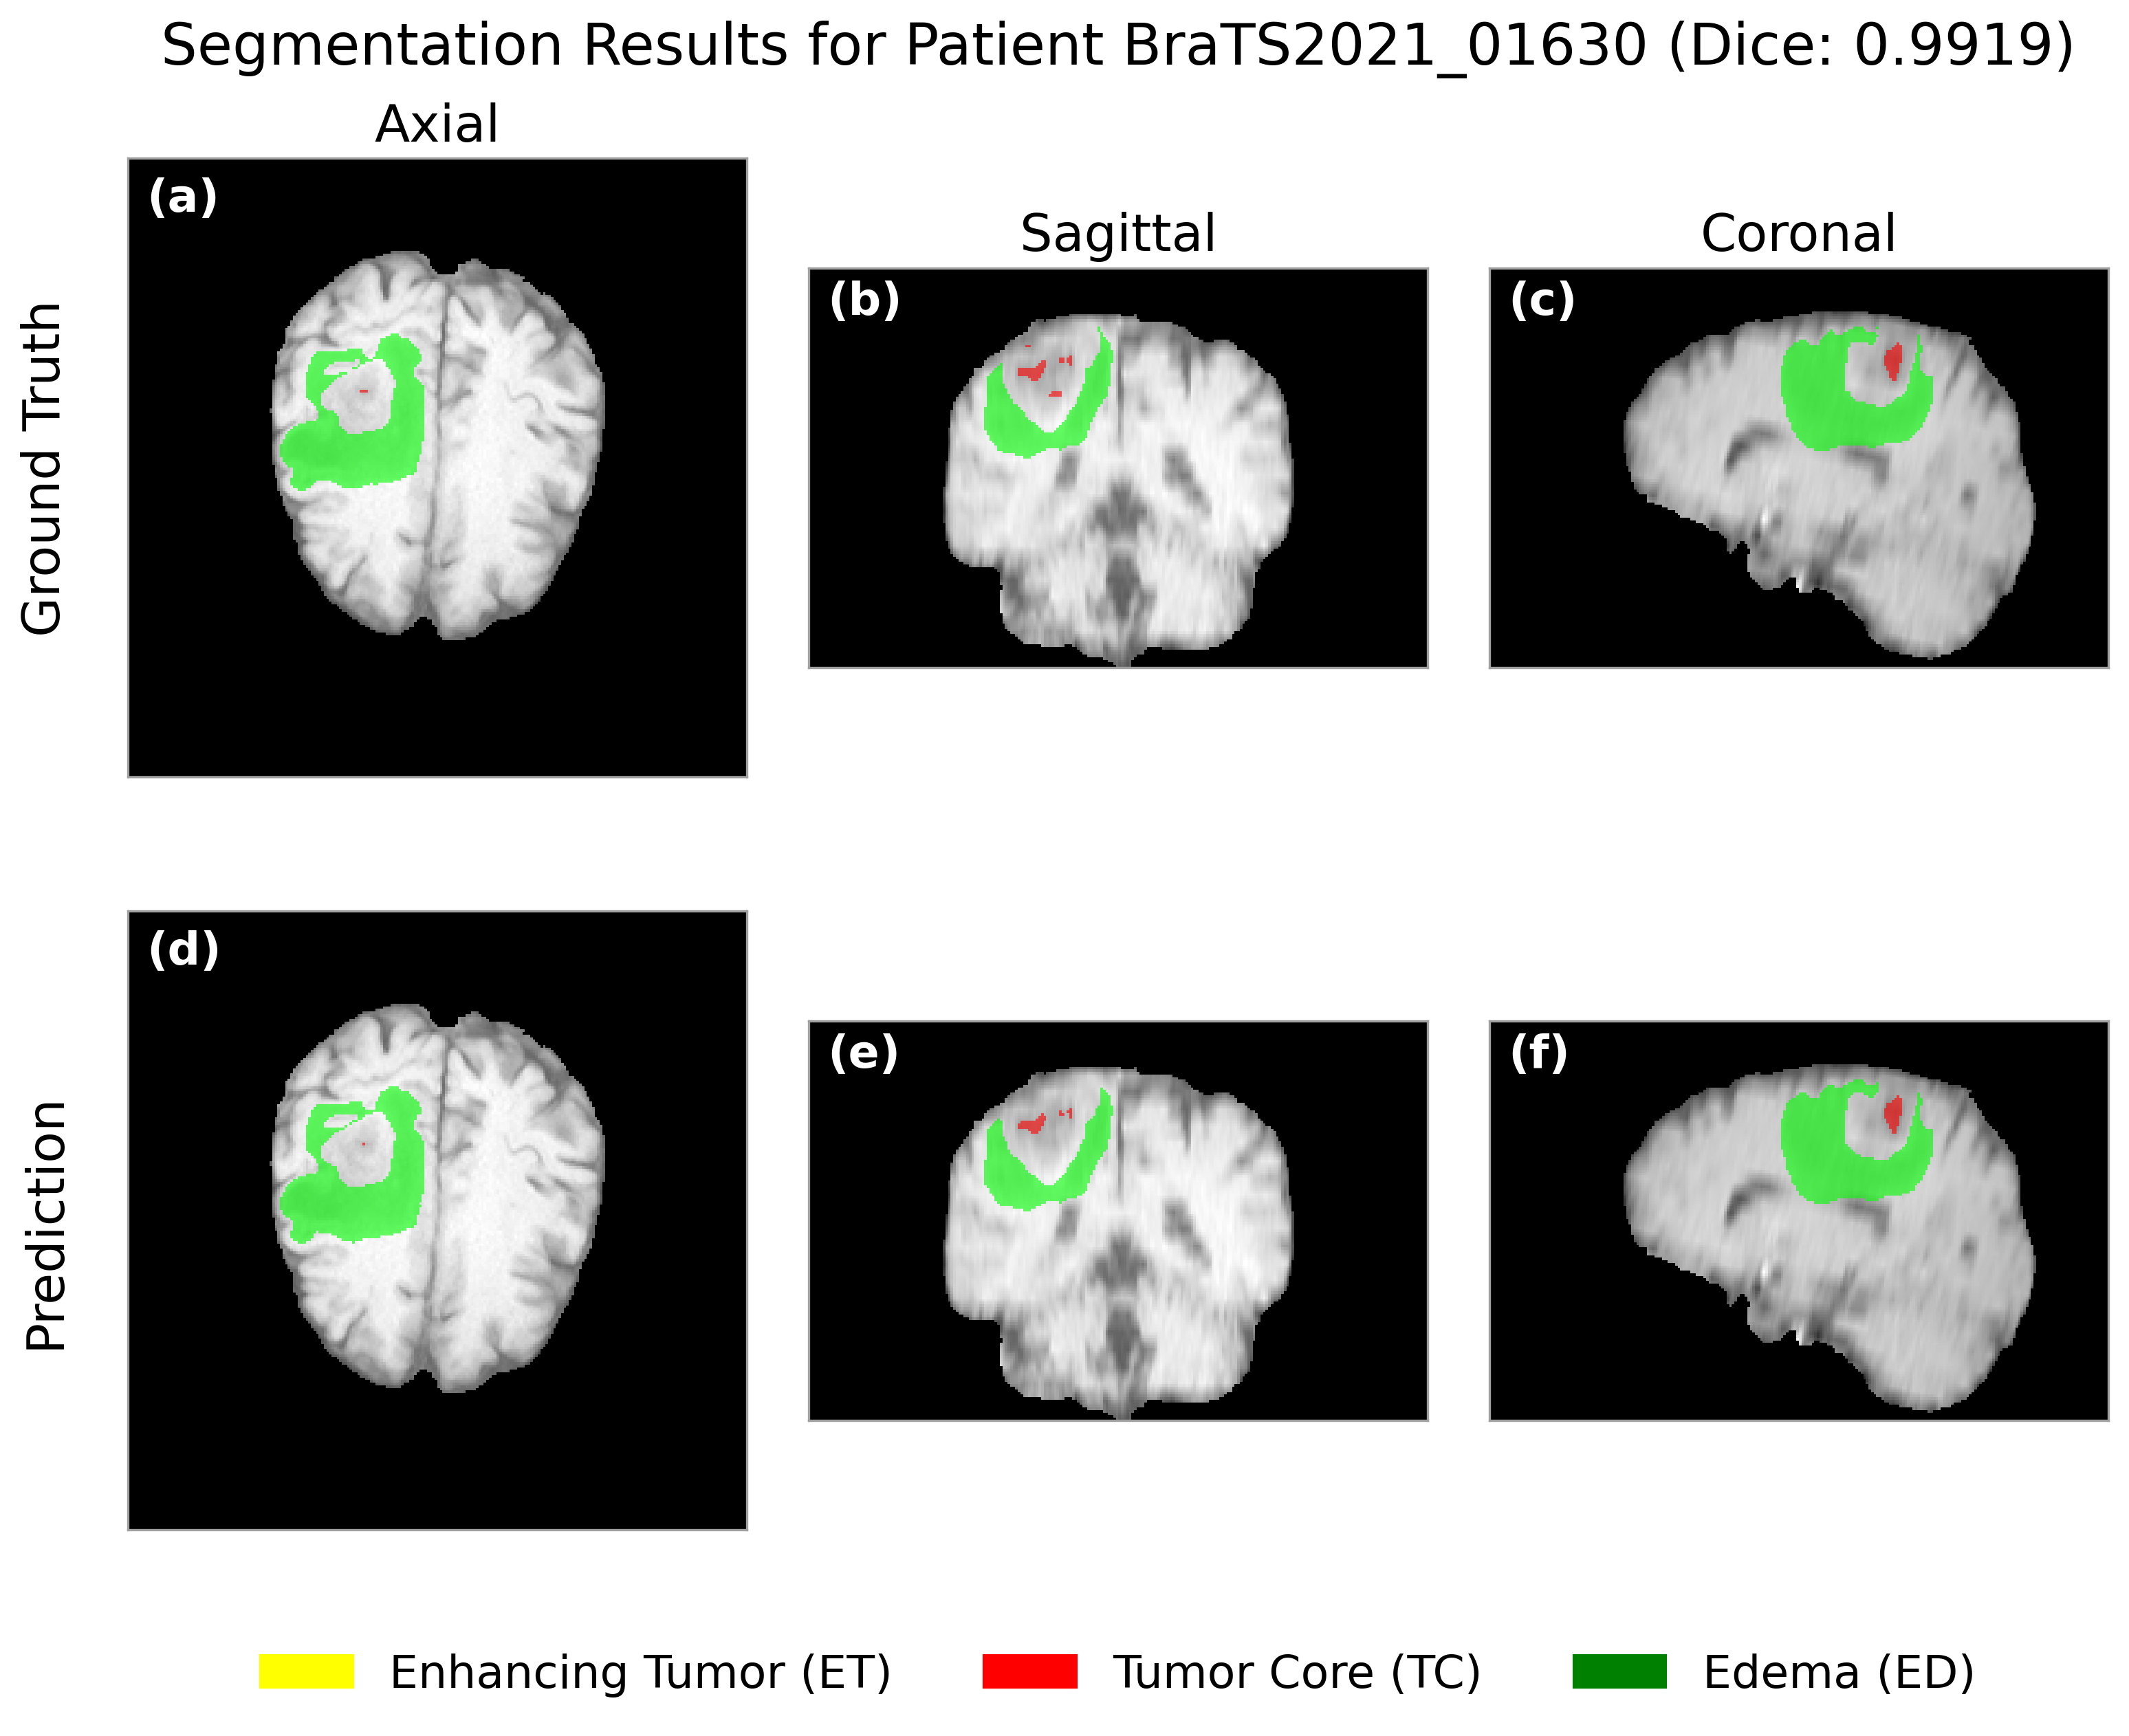 Segmentation Results for Patient BraTS2021_01630 (Dice: 0.9919)
Axial
Sagittal
Coronal
Ground Truth
(a)
(b)
(c)
Prediction
(d)
(e)
(f)
Enhancing Tumor (ET)
Tumor Core (TC)
Edema (ED)